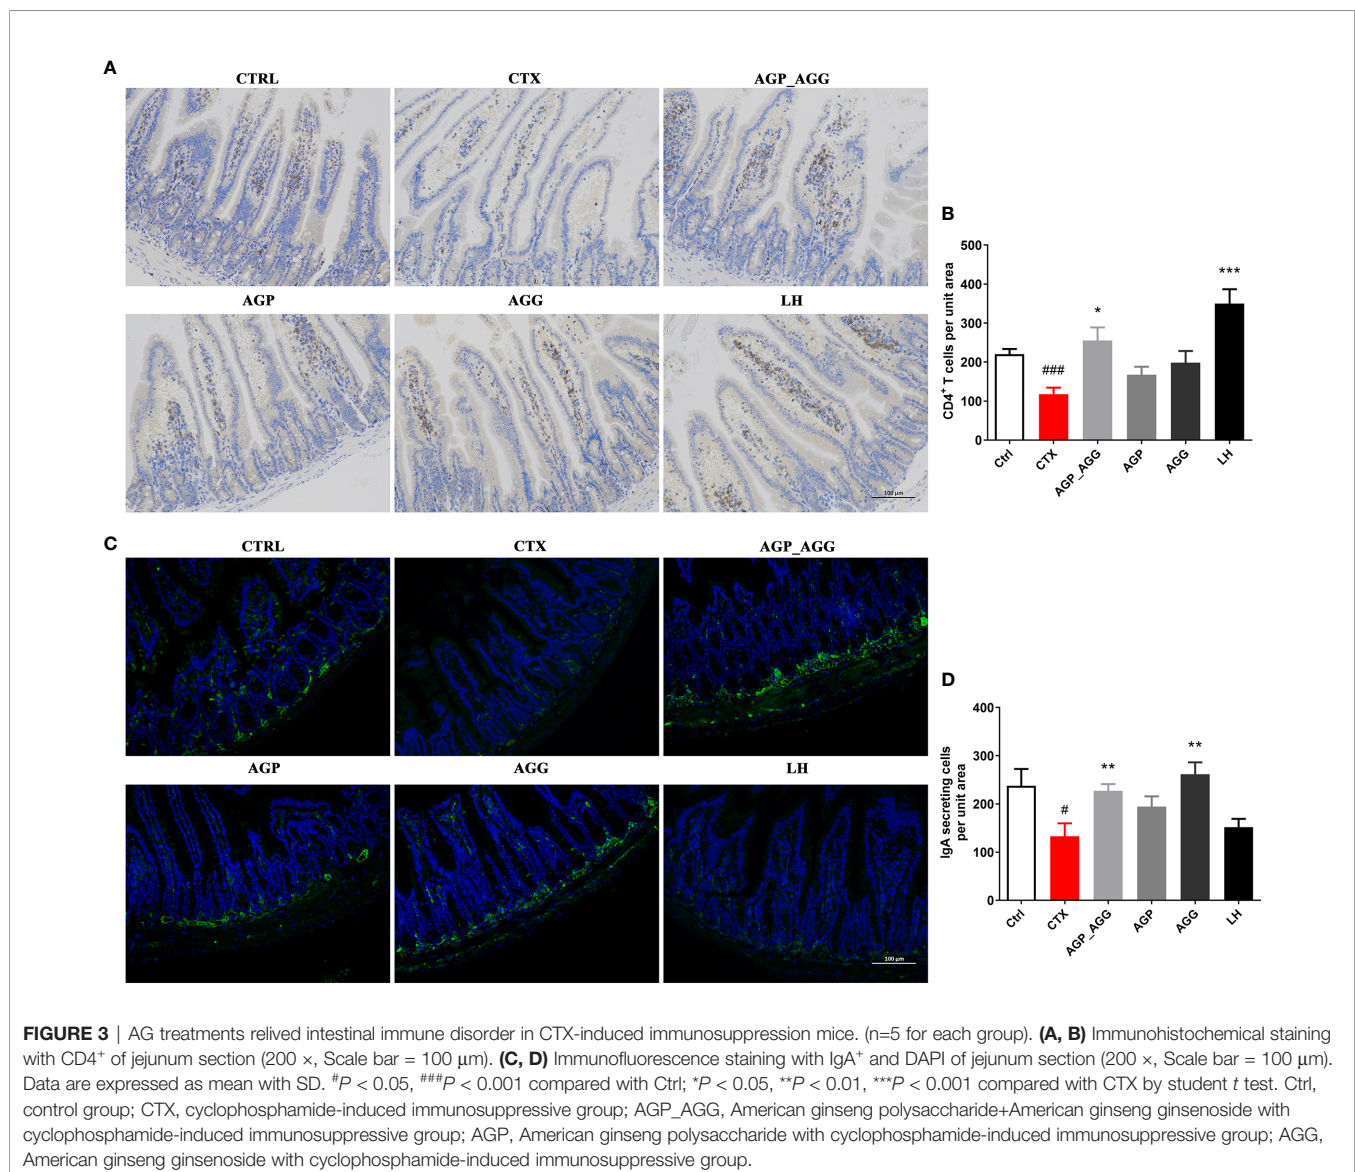 A
CTRL
CTX
AGP_AGG
AGP
AGG
LH
100 μm
B
CD4⁺ T cells per unit area
500
400
300
200
100
0
###
*
***
Ctrl
CTX
AGP_AGG
AGP
AGG
LH
C
CTRL
CTX
AGP_AGG
AGP
AGG
LH
100 μm
D
IgA secreting cells
per unit area
400
300
200
100
0
#
**
**
Ctrl
CTX
AGP_AGG
AGP
AGG
LH
FIGURE 3 | AG treatments relived intestinal immune disorder in CTX-induced immunosuppression mice. (n=5 for each group). (A, B) Immunohistochemical staining
with CD4⁺ of jejunum section (200 ×, Scale bar = 100 μm). (C, D) Immunofluorescence staining with IgA⁺ and DAPI of jejunum section (200 ×, Scale bar = 100 μm).
Data are expressed as mean with SD. #P < 0.05, ###P < 0.001 compared with Ctrl; *P < 0.05, **P < 0.01, ***P < 0.001 compared with CTX by student t test. Ctrl,
control group; CTX, cyclophosphamide-induced immunosuppressive group; AGP_AGG, American ginseng polysaccharide+American ginseng ginsenoside with
cyclophosphamide-induced immunosuppressive group; AGP, American ginseng polysaccharide with cyclophosphamide-induced immunosuppressive group; AGG,
American ginseng ginsenoside with cyclophosphamide-induced immunosuppressive group.